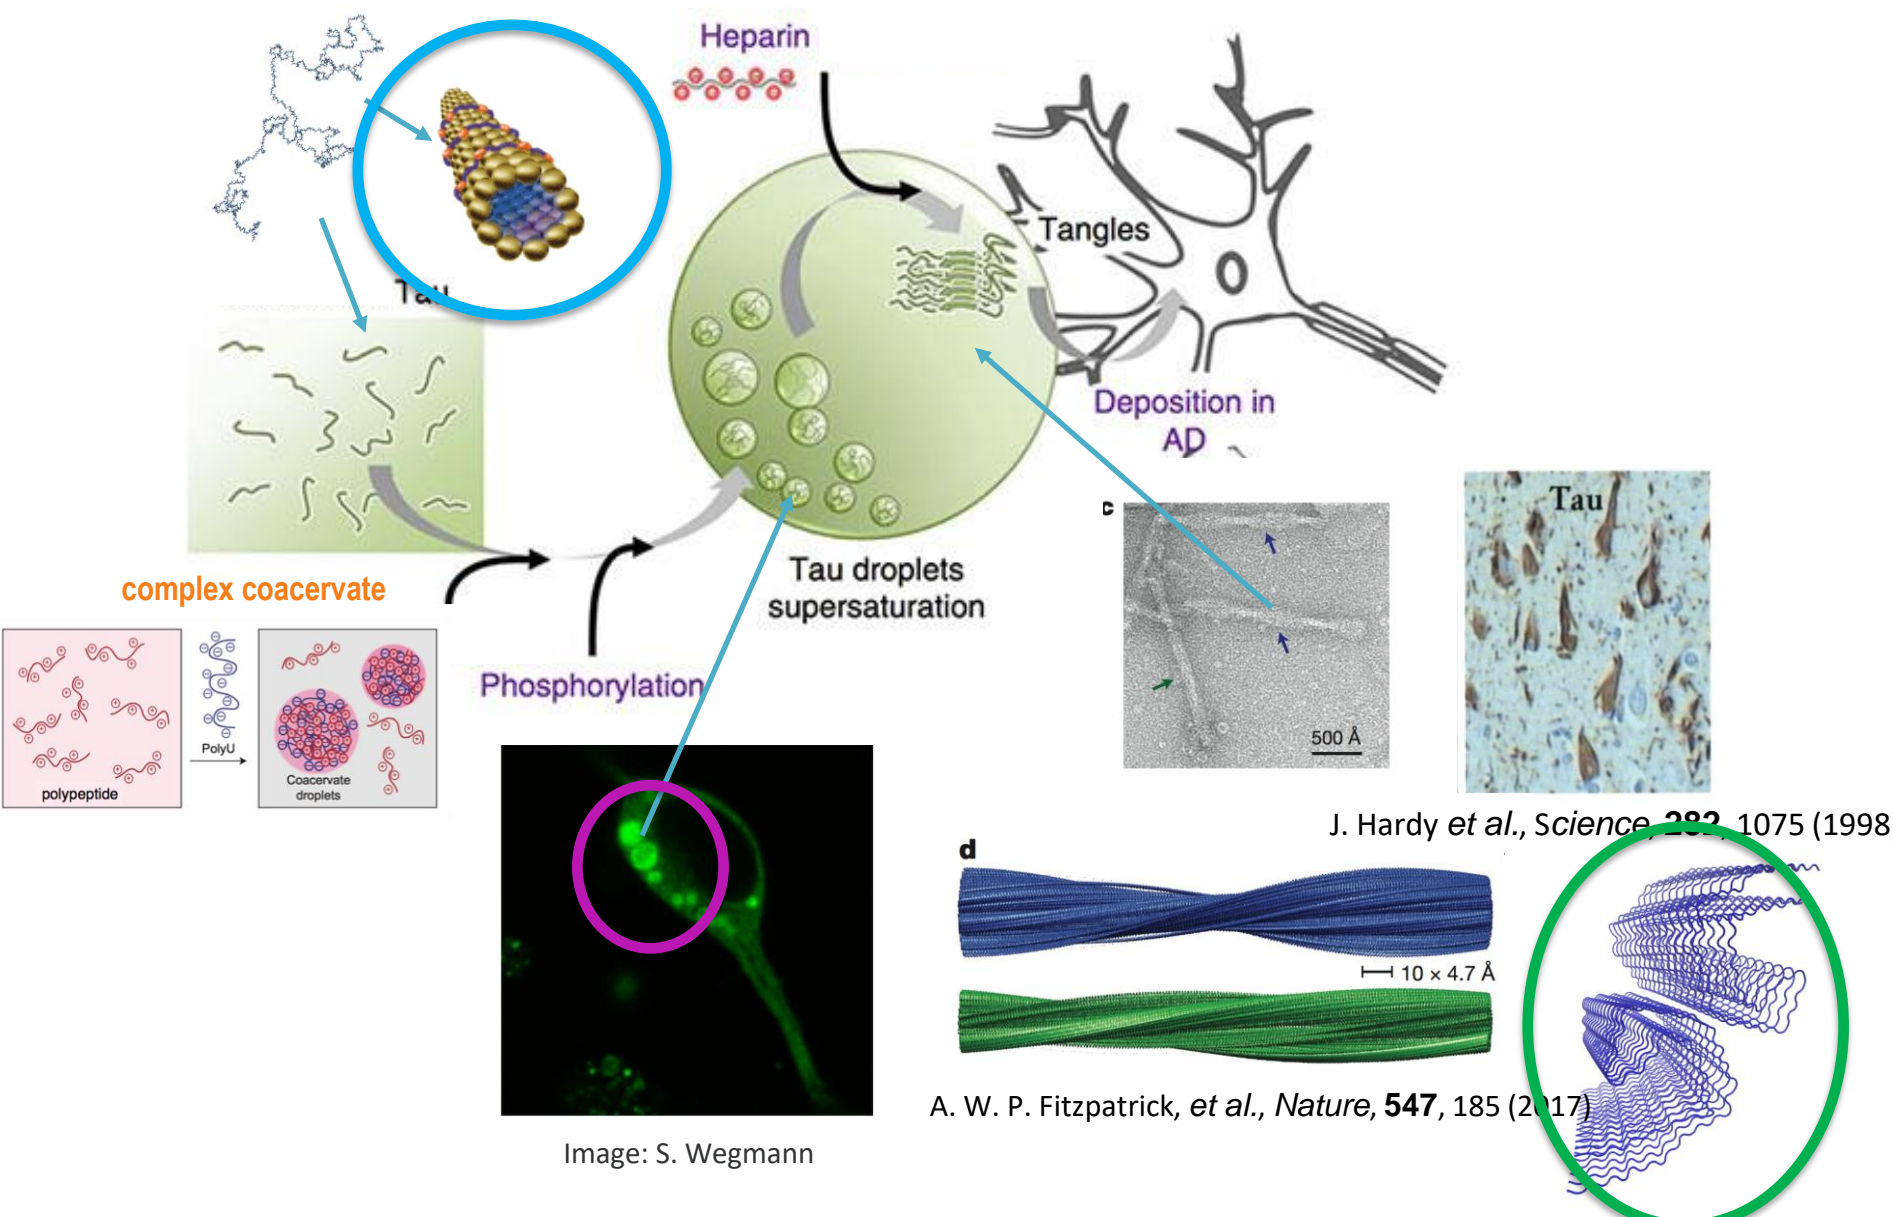 Heparin
Tangles
Tau
Deposition in
AD
c
Tau
Tau droplets
supersaturation
complex coacervate
500 Å
Phosphorylation
PolyU
Coacervate
droplets
polypeptide
J. Hardy et al., Science, 282, 1075 (1998
d
10 × 4.7 Å
A. W. P. Fitzpatrick, et al., Nature, 547, 185 (2017)
Image: S. Wegmann